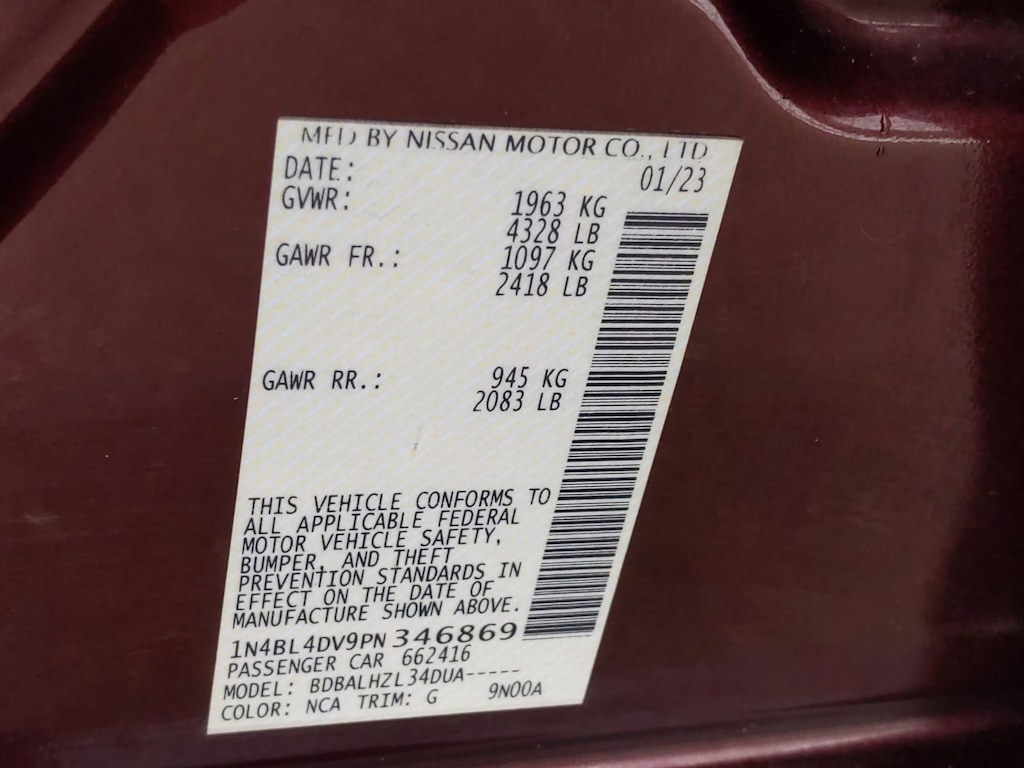 MFD BY NISSAN MOTOR CO., LTD
DATE: 01/23
GVWR: 1963 KG
4328 LB
GAWR FR.: 1097 KG
2418 LB
GAWR RR.: 945 KG
2083 LB
THIS VEHICLE CONFORMS TO
ALL APPLICABLE FEDERAL
MOTOR VEHICLE SAFETY,
BUMPER, AND THEFT
PREVENTION STANDARDS IN
EFFECT ON THE DATE OF
MANUFACTURE SHOWN ABOVE.
1N4BL4DV9PN346869
PASSENGER CAR 662416
MODEL: BDBALHZL34DUA-----
COLOR: NCA TRIM: G 9N00A